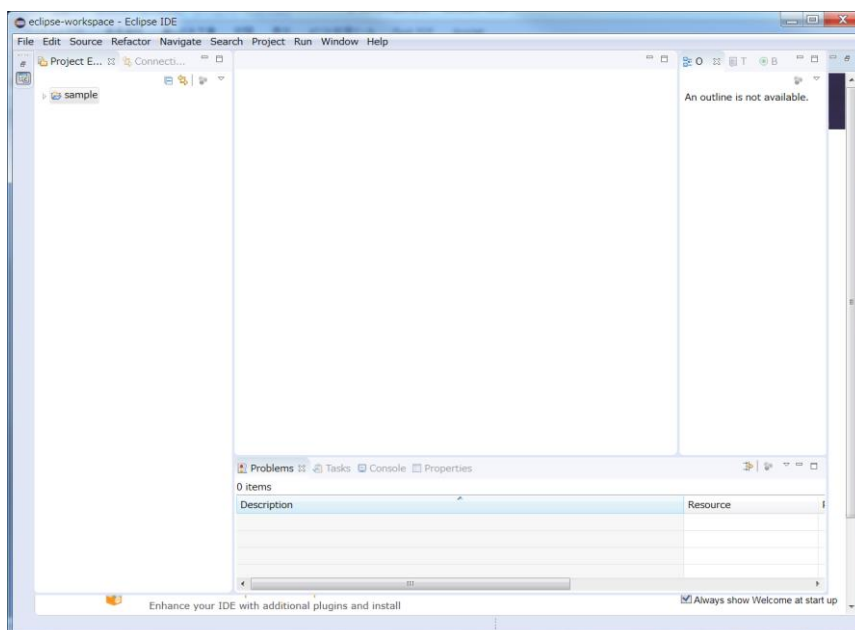 eclipse-workspace - Eclipse IDE
File Edit Source Refactor Navigate Search Project Run Window Help
Project E... Connecti...
sample
O T B
An outline is not available.
Problems Tasks Console Properties
0 items
Description Resource
Enhance your IDE with additional plugins and install
Always show Welcome at start up